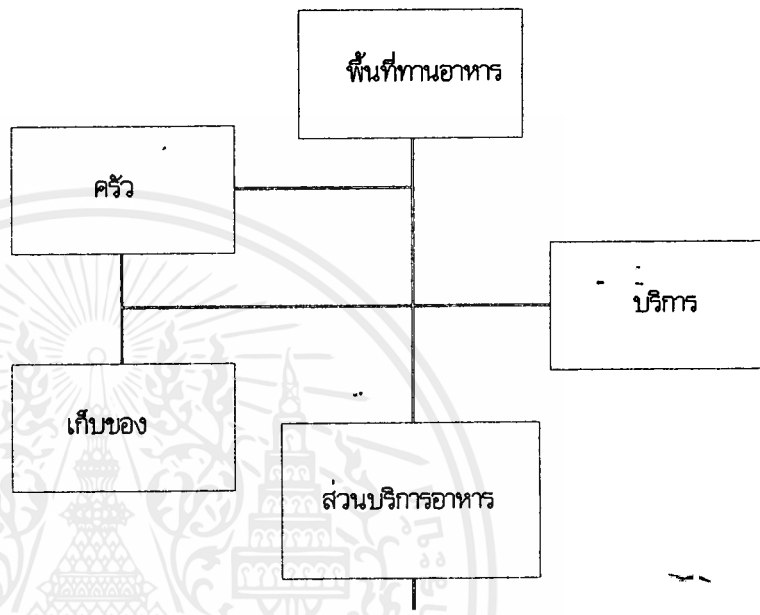 พื้นที่ทานอาหาร
ครัว
บริการ
เก็บของ
ส่วนบริการอาหาร